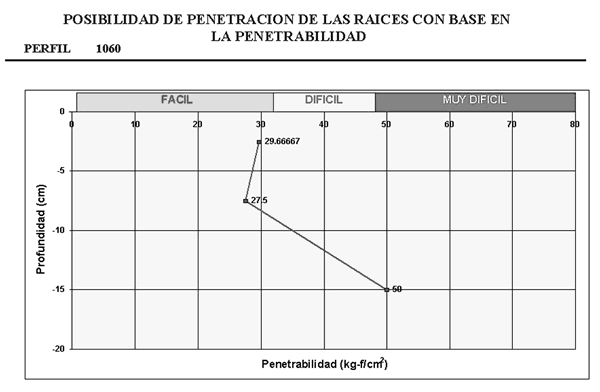 POSIBILIDAD DE PENETRACION DE LAS RAICES CON BASE EN
LA PENETRABILIDAD
PERFIL 1060
FACIL DIFICIL MUY DIFICIL
0
0 10 20 30 40 50 60 70 80
29.66667
-5
27.5
-10
-15
50
-20
Profundidad (cm)
Penetrabilidad (kg-f/cm²)